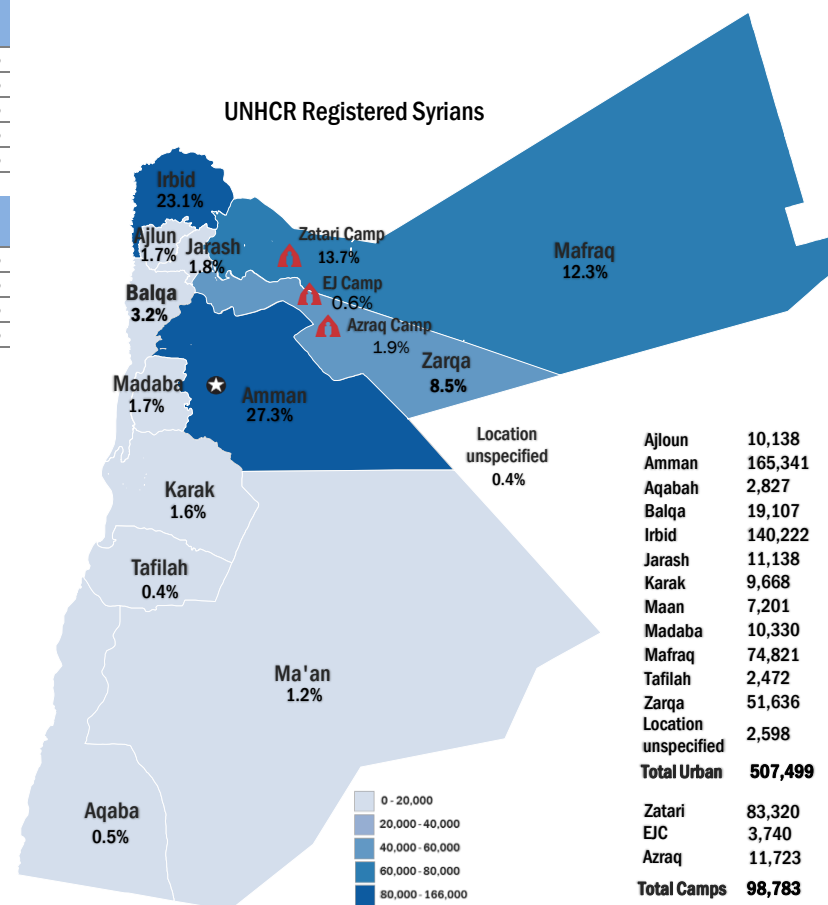 UNHCR Registered Syrians
Irbid
23.1%
Ajlun
1.7%
Jarash
1.8%
Zatari Camp
13.7%
Mafraq
12.3%
EJ Camp
0.6%
Balqa
3.2%
Azraq Camp
1.9%
Zarqa
8.5%
Madaba
1.7%
Amman
27.3%
Location
unspecified
0.4%
Karak
1.6%
Tafilah
0.4%
Ma'an
1.2%
Aqaba
0.5%
0 - 20,000
20,000 - 40,000
40,000 - 60,000
60,000 - 80,000
80,000 - 166,000
Ajloun 10,138
Amman 165,341
Aqabah 2,827
Balqa 19,107
Irbid 140,222
Jarash 11,138
Karak 9,668
Maan 7,201
Madaba 10,330
Mafraq 74,821
Tafilah 2,472
Zarqa 51,636
Location
unspecified 2,598
Total Urban 507,499
Zatari 83,320
EJC 3,740
Azraq 11,723
Total Camps 98,783